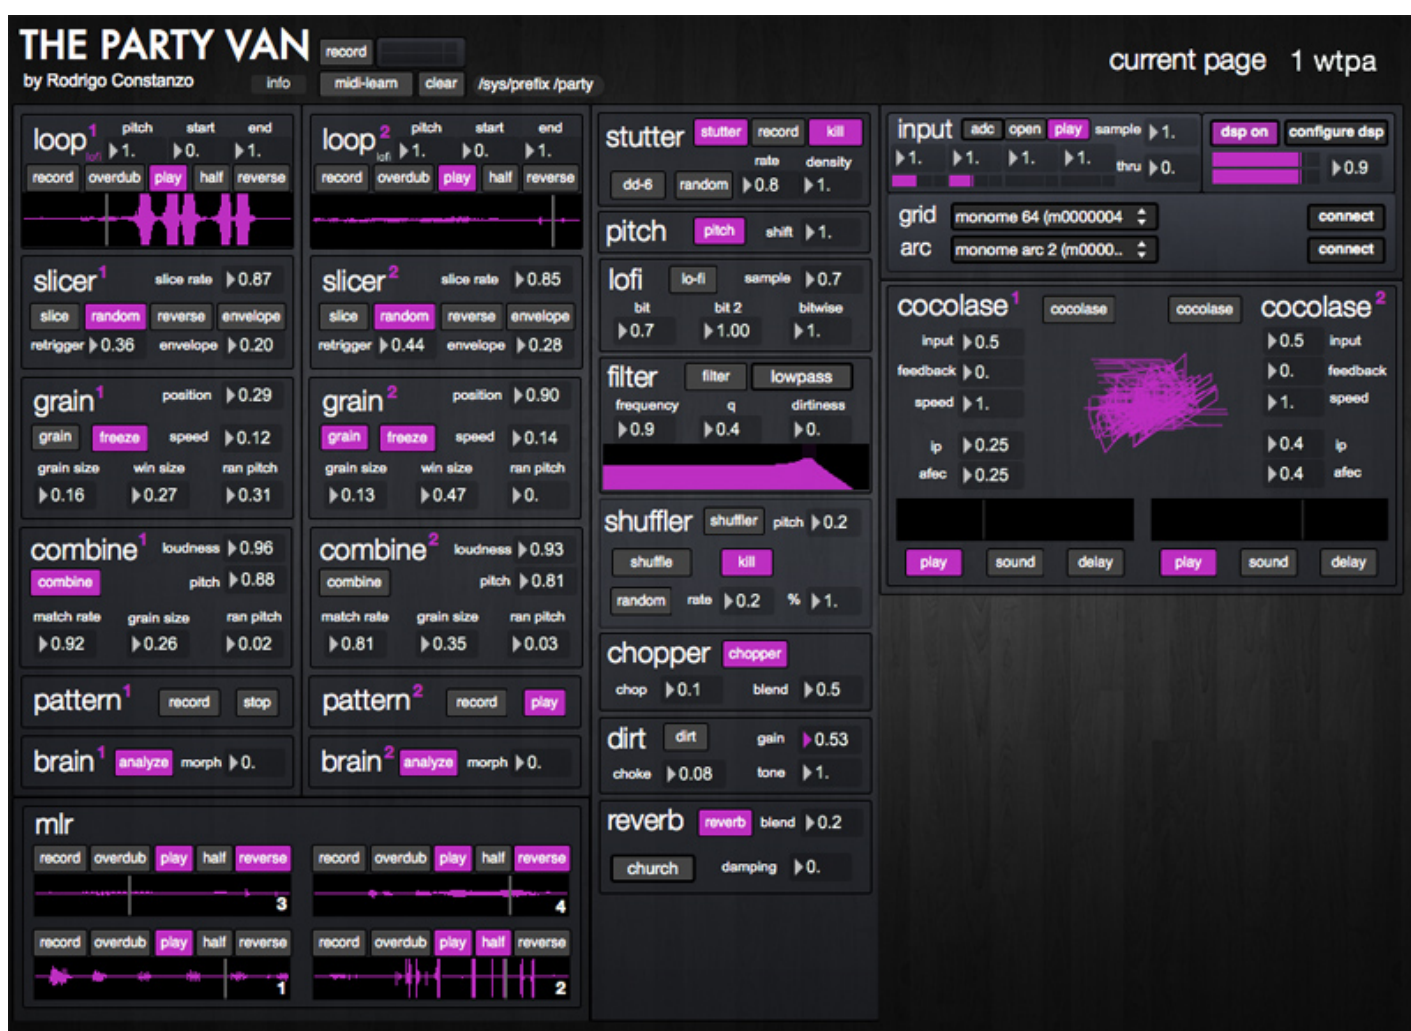 THE PARTY VAN record
by Rodrigo Constanzo info midi-learn clear /sys/prefix /party
current page 1 wtpa
loop 1 pitch start end
lofi 1. 0. 1.
record overdub play half reverse
slicer 1 slice rate 0.87
slice random reverse envelope
retrigger 0.36 envelope 0.20
grain 1 position 0.29
grain freeze speed 0.12
grain size win size ran pitch
0.16 0.27 0.31
combine 1 loudness 0.96
combine pitch 0.88
match rate grain size ran pitch
0.92 0.26 0.02
pattern 1 record stop
brain 1 analyze morph 0.
loop 2 pitch start end
lofi 1. 0. 1.
record overdub play half reverse
slicer 2 slice rate 0.85
slice random reverse envelope
retrigger 0.44 envelope 0.28
grain 2 position 0.90
grain freeze speed 0.14
grain size win size ran pitch
0.13 0.47 0.
combine 2 loudness 0.93
combine pitch 0.81
match rate grain size ran pitch
0.81 0.35 0.03
pattern 2 record play
brain 2 analyze morph 0.
mlr
record overdub play half reverse
3
record overdub play half reverse
4
record overdub play half reverse
1
record overdub play half reverse
2
stutter stutter record kill
rate density
dd-6 random 0.8 1.
pitch pitch shift 1.
lofi lo-fi sample 0.7
bit bit 2 bitwise
0.7 1.00 1.
filter filter lowpass
frequency q dirtiness
0.9 0.4 0.
shuffler shuffler pitch 0.2
shuffle kill
random rate 0.2 % 1.
chopper chopper
chop 0.1 blend 0.5
dirt dirt gain 0.53
choke 0.08 tone 1.
reverb reverb blend 0.2
church damping 0.
input adc open play sample 1.
1. 1. 1. 1. thru 0.
dsp on configure dsp
0.9
grid monome 64 (m0000004 connect
arc monome arc 2 (m0000.. connect
cocolase 1 cocolase
input 0.5
feedback 0.
speed 1.
ip 0.25
afec 0.25
play sound delay
cocolase cocolase 2
0.5 input
0. feedback
1. speed
0.4 ip
0.4 afec
play sound delay